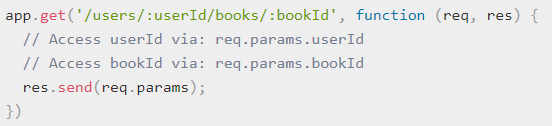 app.get('/users/:userId/books/:bookId', function (req, res) {
  // Access userId via: req.params.userId
  // Access bookId via: req.params.bookId
  res.send(req.params);
})